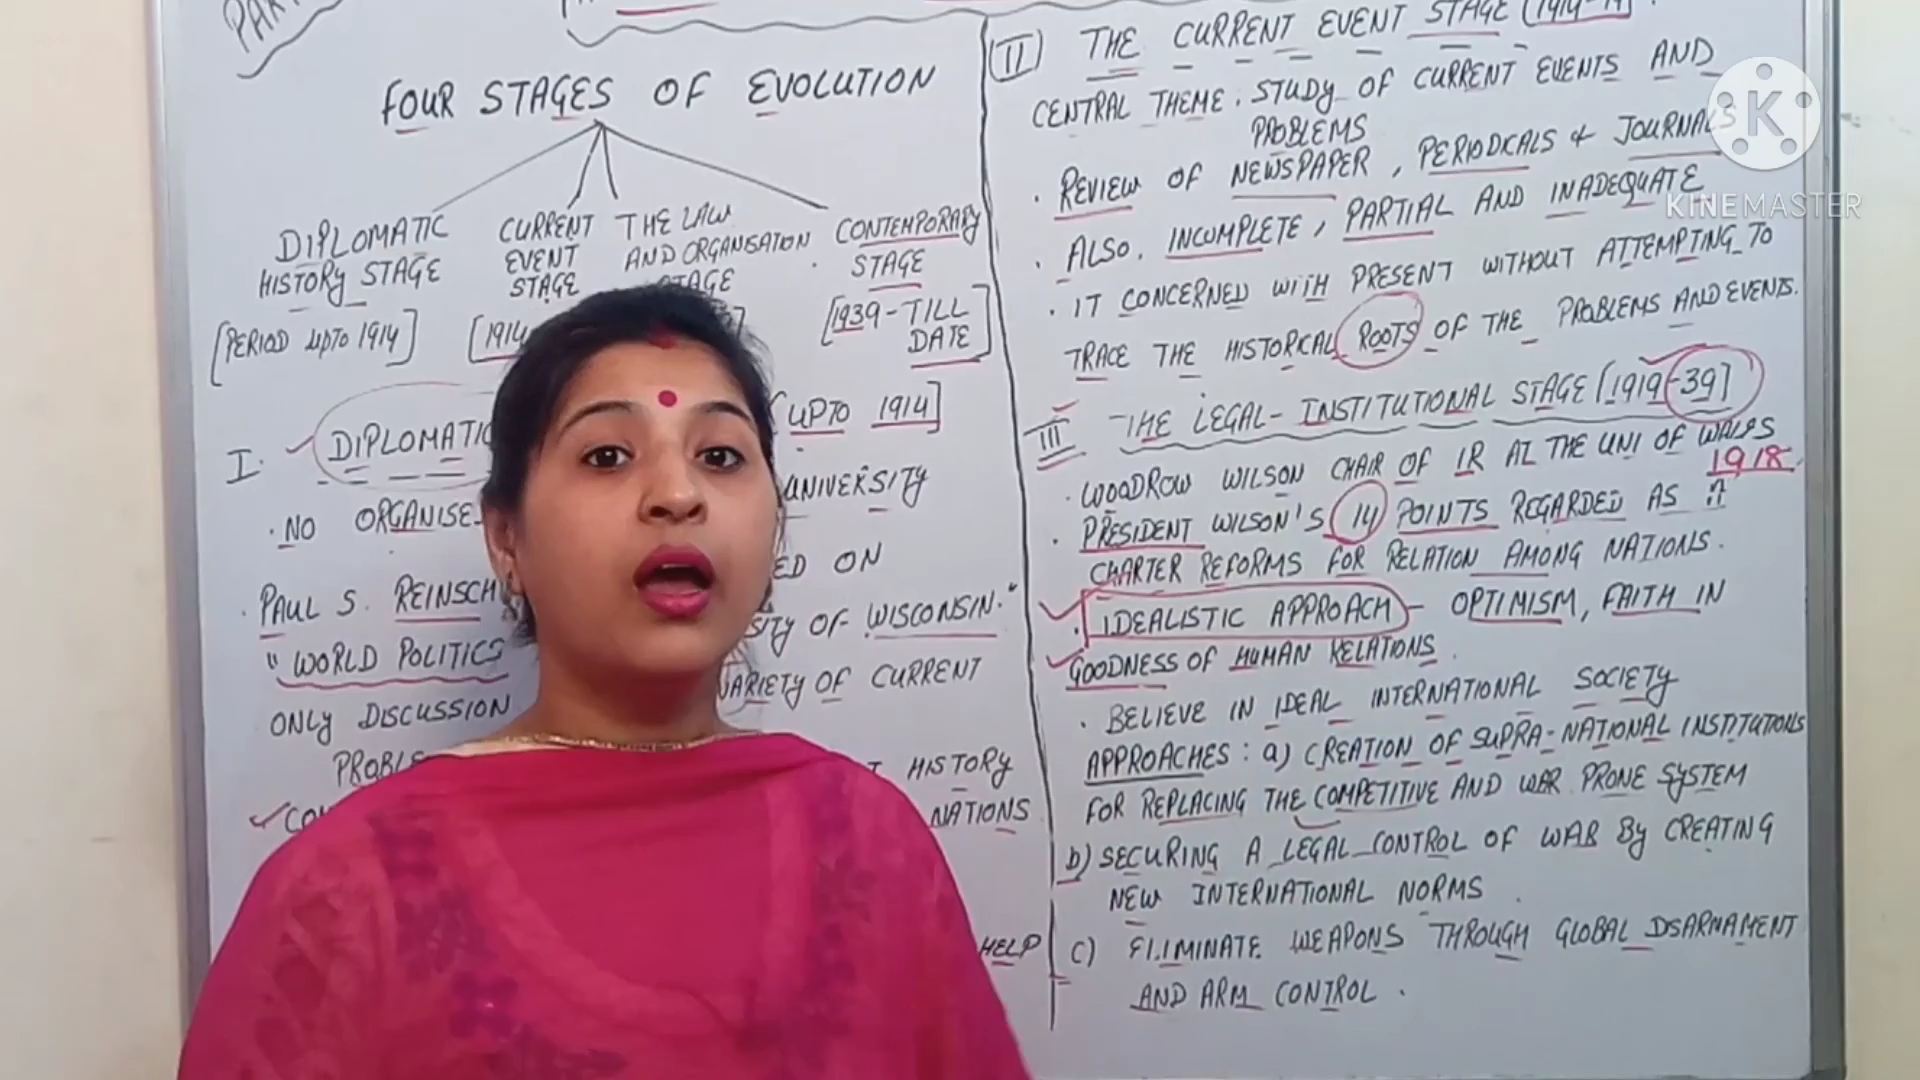 PART
FOUR STAGES OF EVOLUTION
DIPLOMATIC
HISTORY STAGE
[PERIOD UPTO 1914]
CURRENT
EVENT
STAGE
[1914
THE LAW
AND ORGANISATION
STAGE
CONTEMPORARY
STAGE
[1939-TILL
DATE]
I. DIPLOMATIC [UPTO 1914]
. NO ORGANISE UNIVERSITY
. PAUL S. REINSCH ED ON
"WORLD POLITICS SITY OF WISCONSIN."
ONLY DISCUSSION VARIETY OF CURRENT
PROBLE
T HISTORY
NATIONS
HELP
(II) THE CURRENT EVENT STAGE [1914-19]
CENTRAL THEME. STUDY OF CURRENT EVENTS AND
PROBLEMS
. REVIEW OF NEWSPAPER, PERIODICALS & JOURNALS
. ALSO. INCOMPLETE, PARTIAL AND INADEQUATE
. IT CONCERNED WITH PRESENT WITHOUT ATTEMPTING TO
TRACE THE HISTORICAL ROOTS OF THE PROBLEMS AND EVENTS.
III THE LEGAL-INSTITUTIONAL STAGE [1919-39]
. WOODROW WILSON CHAIR OF IR AT THE UNI OF WALES
1918.
. PRESIDENT WILSON'S 14 POINTS REGARDED AS A
CHARTER REFORMS FOR RELATION AMONG NATIONS.
. IDEALISTIC APPROACH - OPTIMISM, FAITH IN
GOODNESS OF HUMAN RELATIONS.
. BELIEVE IN IDEAL INTERNATIONAL SOCIETY
APPROACHES: a) CREATION OF SUPRA-NATIONAL INSTITUTIONS
FOR REPLACING THE COMPETITIVE AND WAR PRONE SYSTEM
b) SECURING A LEGAL CONTROL OF WAR BY CREATING
NEW INTERNATIONAL NORMS.
c) ELIMINATE WEAPONS THROUGH GLOBAL DISARMAMENT
AND ARM CONTROL.
K
KINEMASTER